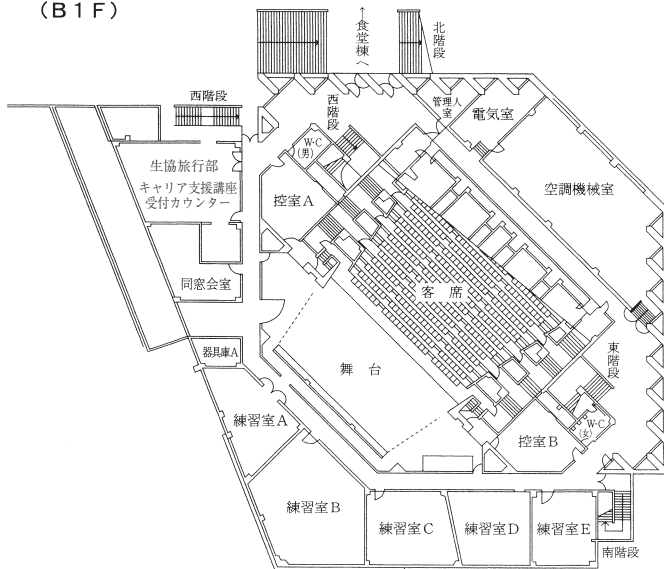 (B1F)
↑食堂棟へ
北階段
西階段
西階段
管理人
室
電気室
W·C
(男)
生協旅行部
キャリア支援講座
受付カウンター
控室A
空調機械室
同窓会室
客席
器具庫A
舞台
東階段
練習室A
控室B
W·C
(女)
練習室B
練習室C
練習室D
練習室E
南階段